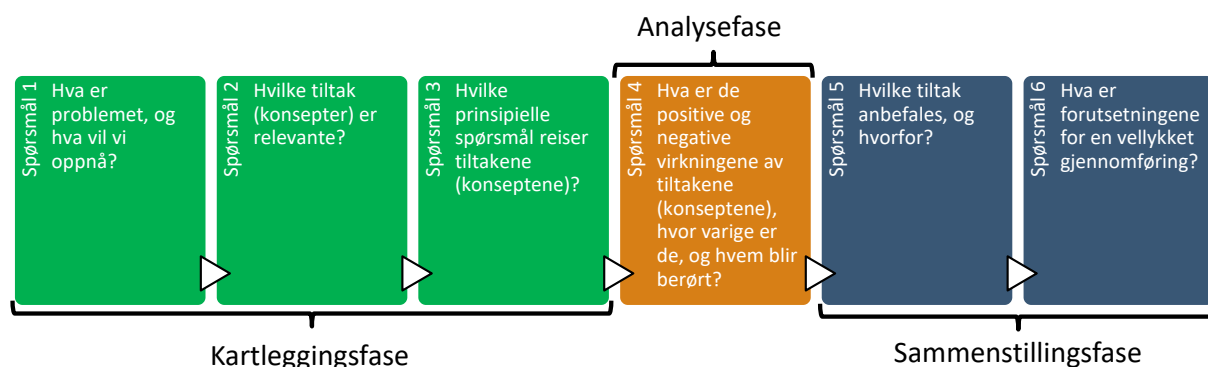 Analysefase
Spørsmål 1
Hva er
problemet, og
hva vil vi
oppnå?
Spørsmål 2
Hvilke tiltak
(konsepter) er
relevante?
Spørsmål 3
Hvilke
prinsipielle
spørsmål reiser
tiltakene
(konseptene)?
Spørsmål 4
Hva er de
positive og
negative
virkningene av
tiltakene
(konseptene),
hvor varige er
de, og hvem blir
berørt?
Spørsmål 5
Hvilke tiltak
anbefales, og
hvorfor?
Spørsmål 6
Hva er
forutsetningene
for en vellykket
gjennomføring?
Kartleggingsfase
Sammenstillingsfase